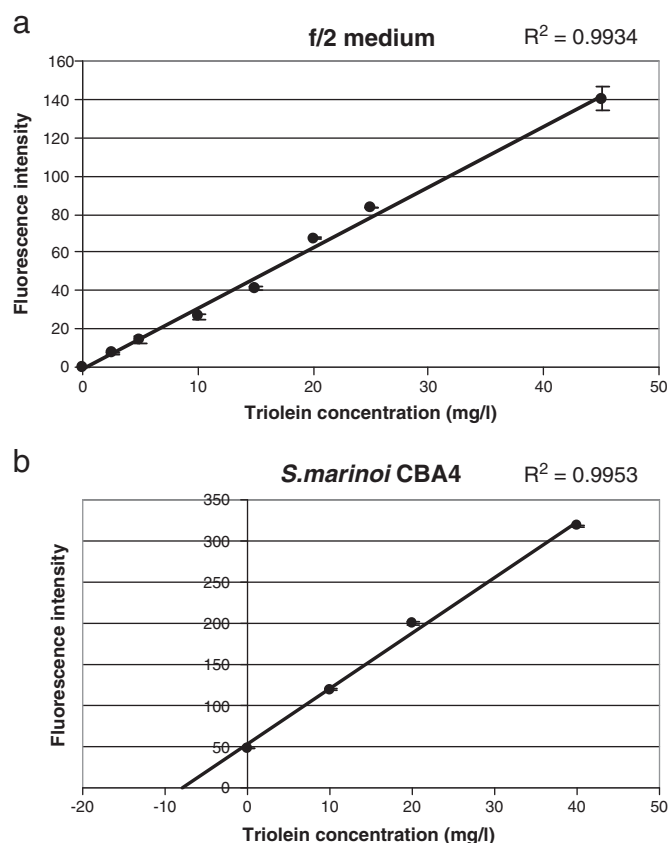 a
f/2 medium R² = 0.9934
160
140
120
100
80
60
40
20
0
Fluorescence intensity
0 10 20 30 40 50
Triolein concentration (mg/l)
b
S.marinoi CBA4 R² = 0.9953
350
300
250
200
150
100
50
0
Fluorescence intensity
-20 -10 0 10 20 30 40 50
Triolein concentration (mg/l)